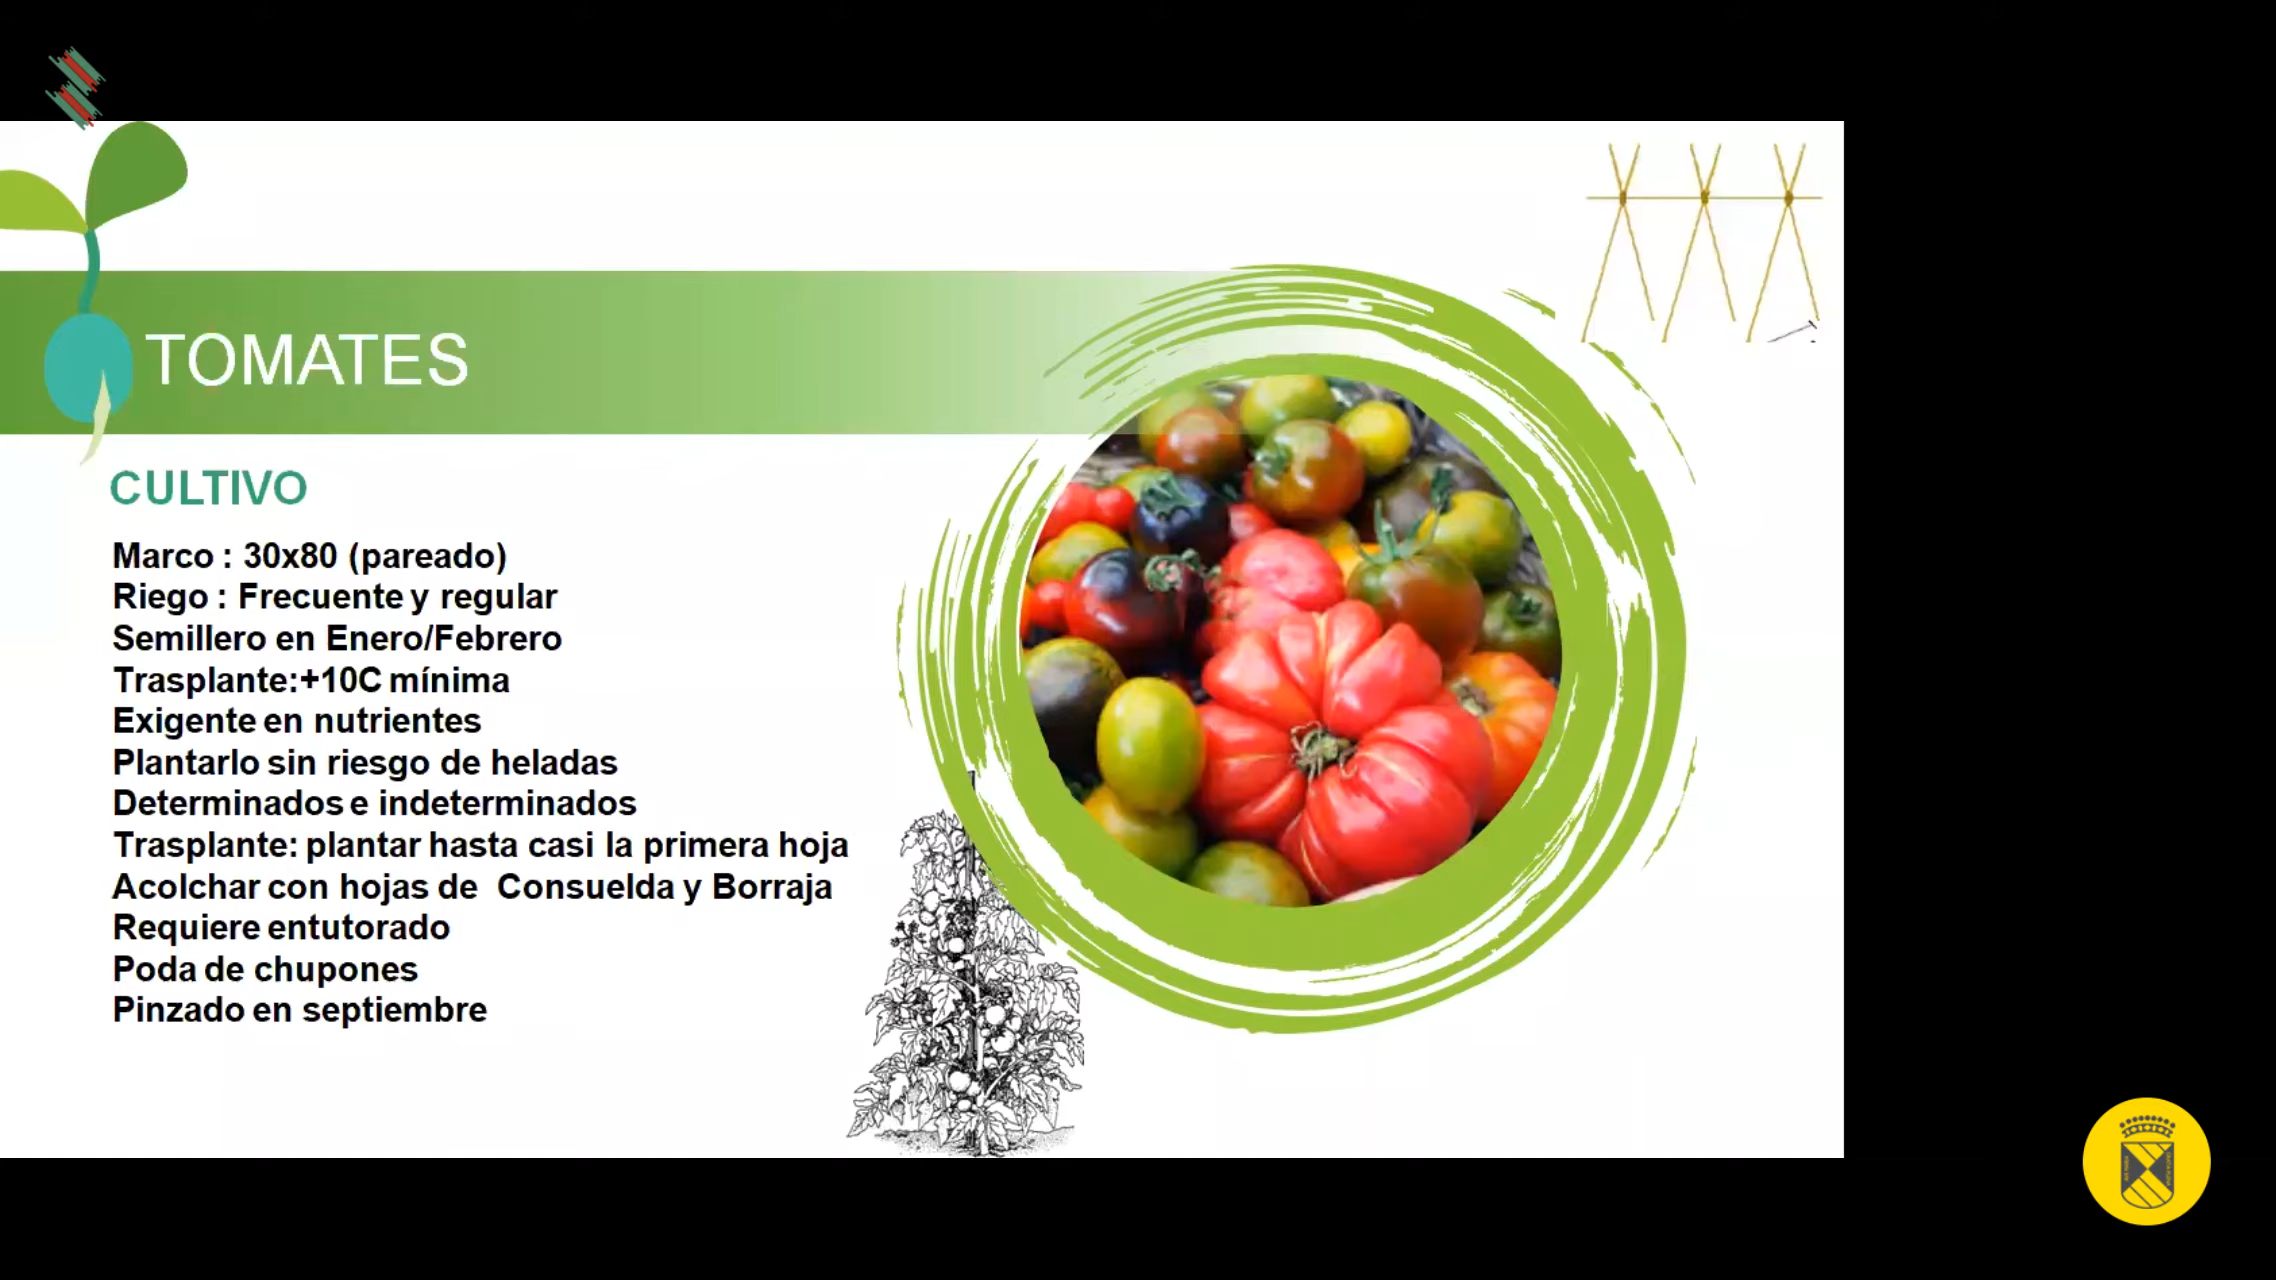 TOMATES
CULTIVO
Marco : 30x80 (pareado)
Riego : Frecuente y regular
Semillero en Enero/Febrero
Trasplante:+10C mínima
Exigente en nutrientes
Plantarlo sin riesgo de heladas
Determinados e indeterminados
Trasplante: plantar hasta casi la primera hoja
Acolchar con hojas de Consuelda y Borraja
Requiere entutorado
Poda de chupones
Pinzado en septiembre